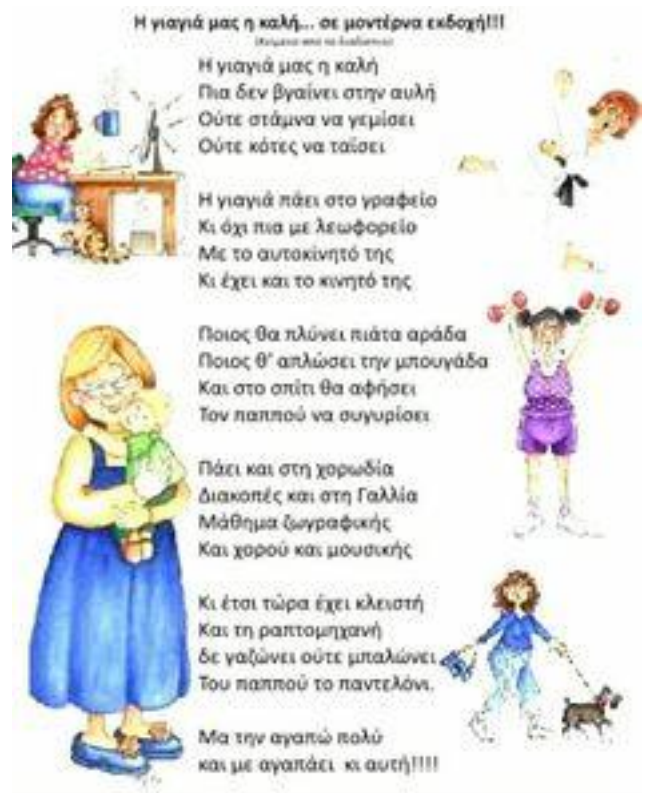 Η γιαγιά μας η καλή... σε μοντέρνα εκδοχή!!!
(Κείμενο από το διαδίκτυο)
Η γιαγιά μας η καλή
Πια δεν βγαίνει στην αυλή
Ούτε στάμνα να γεμίσει
Ούτε κότες να ταΐσει
Η γιαγιά πάει στο γραφείο
Κι όχι πια με λεωφορείο
Με το αυτοκίνητό της
Κι έχει και το κινητό της
Ποιος θα πλύνει πιάτα αράδα
Ποιος θ' απλώσει την μπουγάδα
Και στο σπίτι θα αφήσει
Τον παππού να συγυρίσει
Πάει και στη χορωδία
Διακοπές και στη Γαλλία
Μάθημα ζωγραφικής
Και χορού και μουσικής
Κι έτσι τώρα έχει κλειστή
Και τη ραπτομηχανή
δε γαζώνει ούτε μπαλώνει
Του παππού το παντελόνι.
Μα την αγαπώ πολύ
και με αγαπάει κι αυτή!!!!